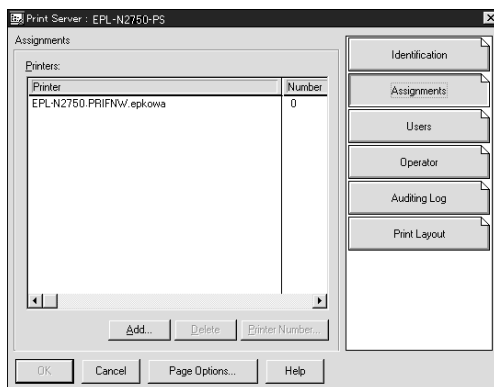 Print Server : EPL-N2750-PS
Assignments
Printers:
Printer Number
EPL-N2750.PRIFNW.epkowa 0
Add... Delete Printer Number...
OK Cancel Page Options... Help
Identification
Assignments
Users
Operator
Auditing Log
Print Layout